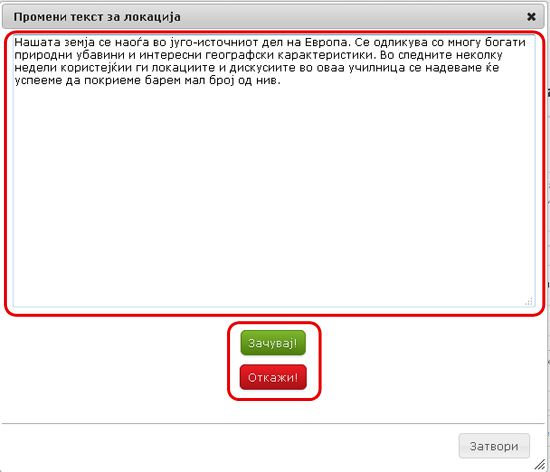 Промени текст за локација
Нашата земја се наоѓа во југо-источниот дел на Европа. Се одликува со многу богати
природни убавини и интересни географски карактеристики. Во следните неколку
недели користејќии ги локациите и дискусиите во оваа училница се надеваме ќе
успееме да покриеме барем мал број од нив.
Зачувај!
Откажи!
Затвори